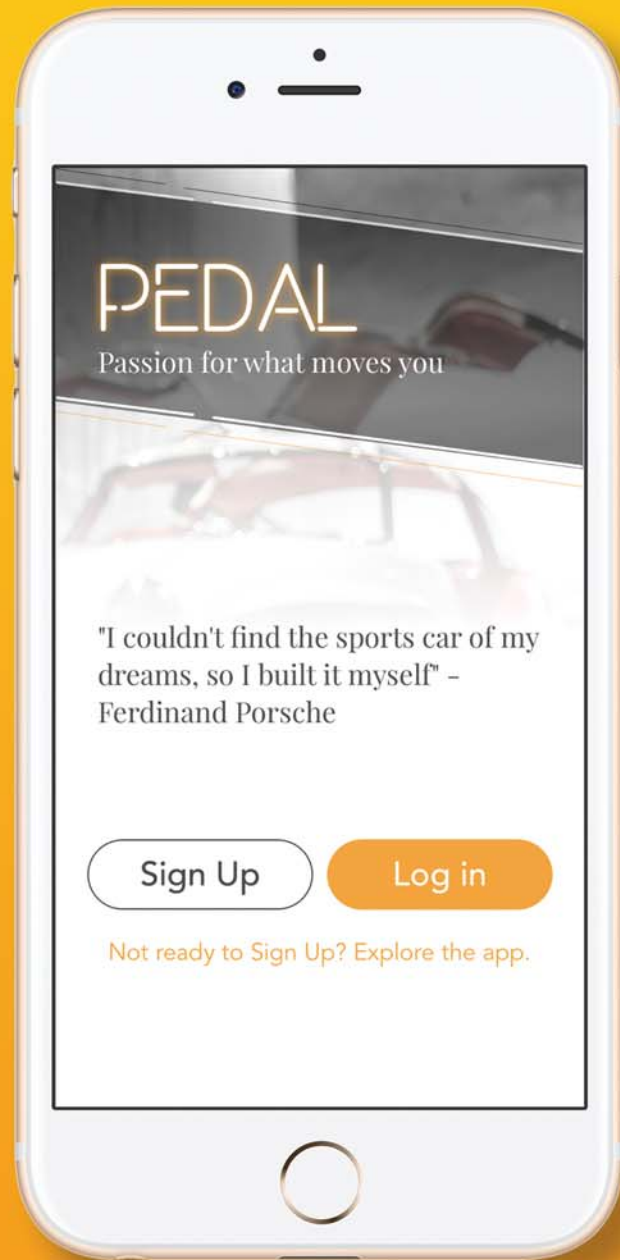 PEDAL
Passion for what moves you
"I couldn't find the sports car of my
dreams, so I built it myself" -
Ferdinand Porsche
Sign Up
Log in
Not ready to Sign Up? Explore the app.